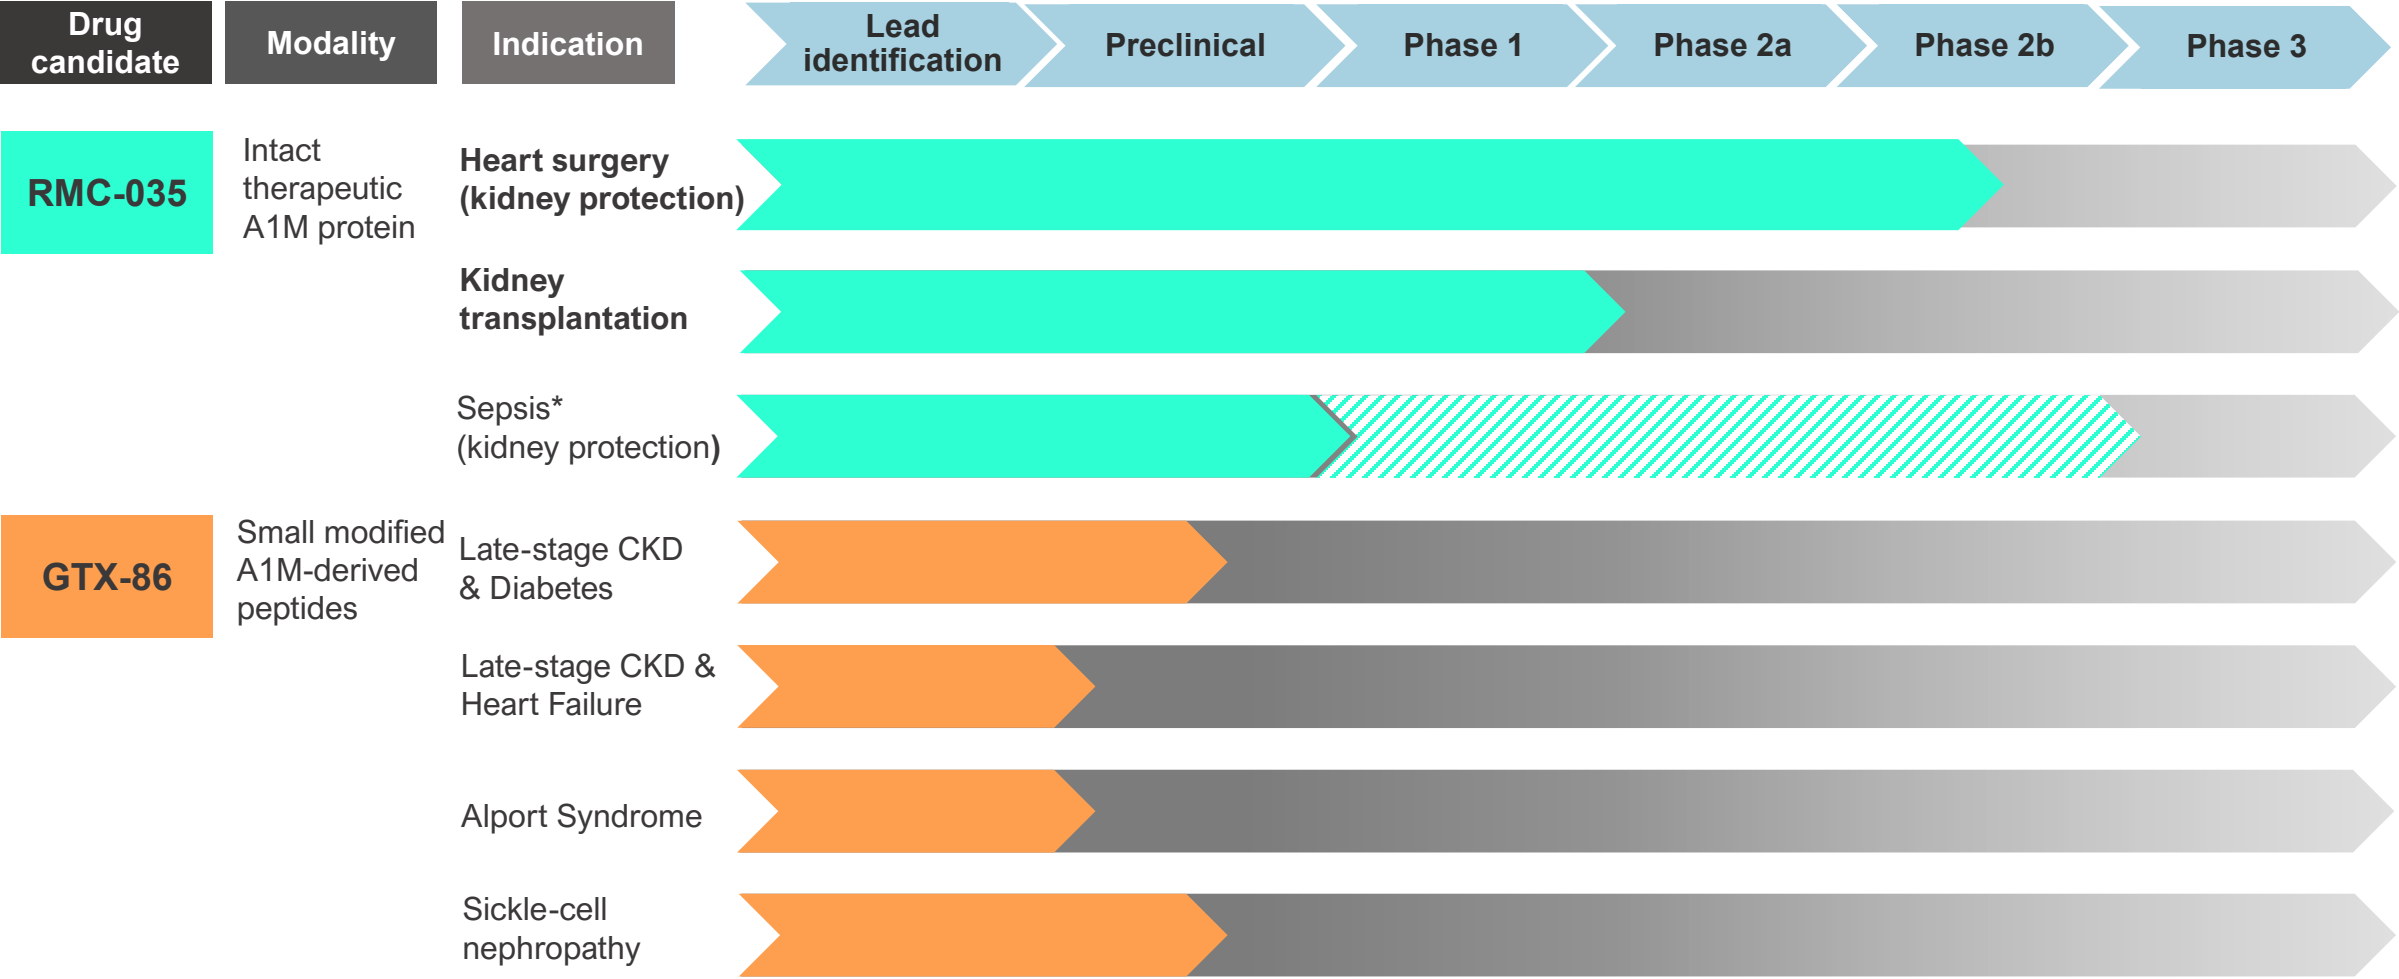 Drug
candidate
Modality
Indication
Lead
identification
Preclinical
Phase 1
Phase 2a
Phase 2b
Phase 3
RMC-035
Intact
therapeutic
A1M protein
Heart surgery
(kidney protection)
Kidney
transplantation
Sepsis*
(kidney protection)
GTX-86
Small modified
A1M-derived
peptides
Late-stage CKD
& Diabetes
Late-stage CKD &
Heart Failure
Alport Syndrome
Sickle-cell
nephropathy